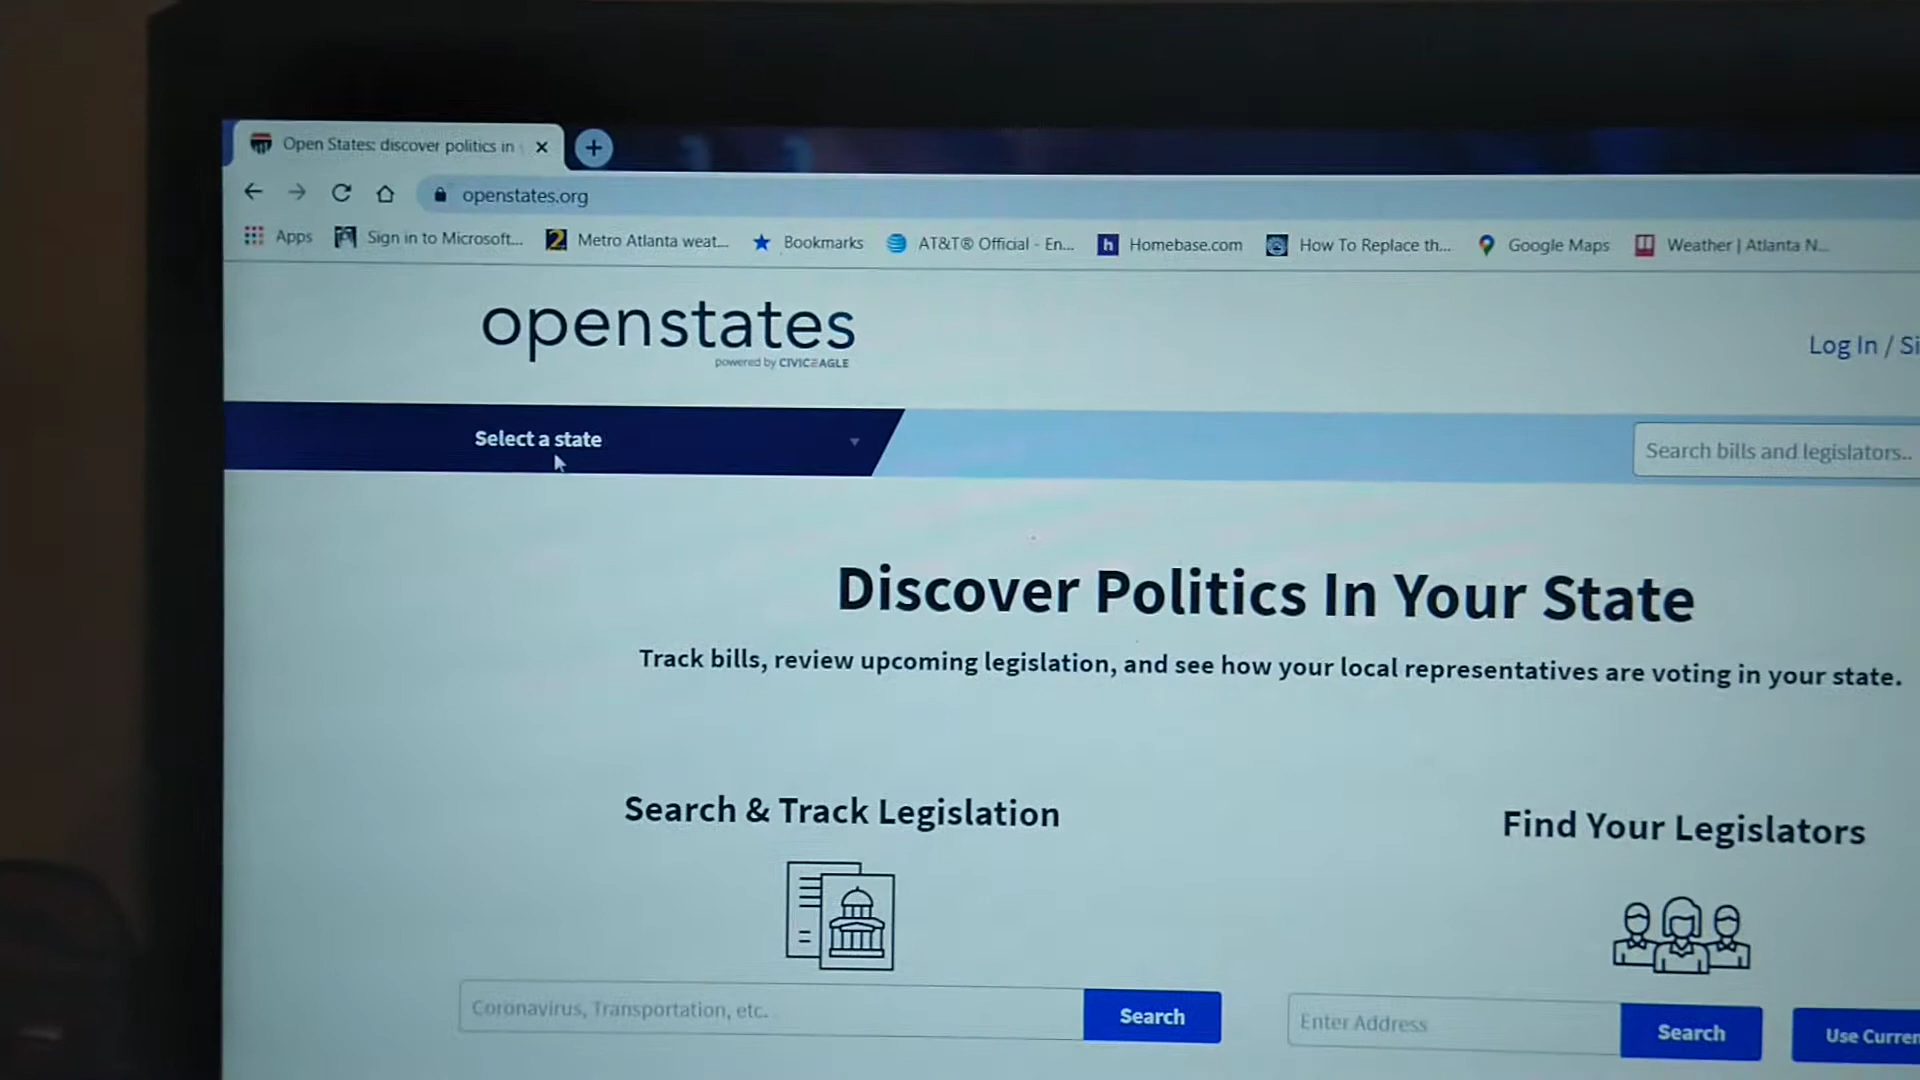 Open States: discover politics in
openstates.org
Apps Sign in to Microsoft... 2 Metro Atlanta weat... Bookmarks AT&T® Official - En... h Homebase.com How To Replace th... Google Maps Weather | Atlanta N...
openstates
powered by CIVICEAGLE
Log In / Si
Select a state
Search bills and legislators..
Discover Politics In Your State
Track bills, review upcoming legislation, and see how your local representatives are voting in your state.
Search & Track Legislation
Find Your Legislators
Coronavirus, Transportation, etc. Search
Enter Address Search Use Curren